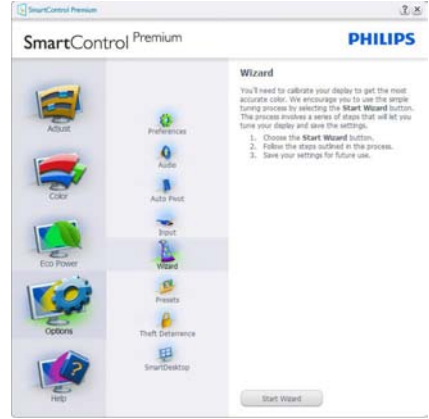 SmartControl Premium
SmartControl Premium
PHILIPS
Adjust
Color
Eco Power
Options
Help
Preferences
Audio
Auto Pivot
Input
Wizard
Presets
Theft Deterrence
SmartDesktop
Wizard
You'll need to calibrate your display to get the most
accurate color. We encourage you to use the simple
tuning process by selecting the Start Wizard button.
This process involves a series of steps that will let you
tune your display and save the settings.
1. Choose the Start Wizard button.
2. Follow the steps outlined in the process.
3. Save your settings for future use.
Start Wizard